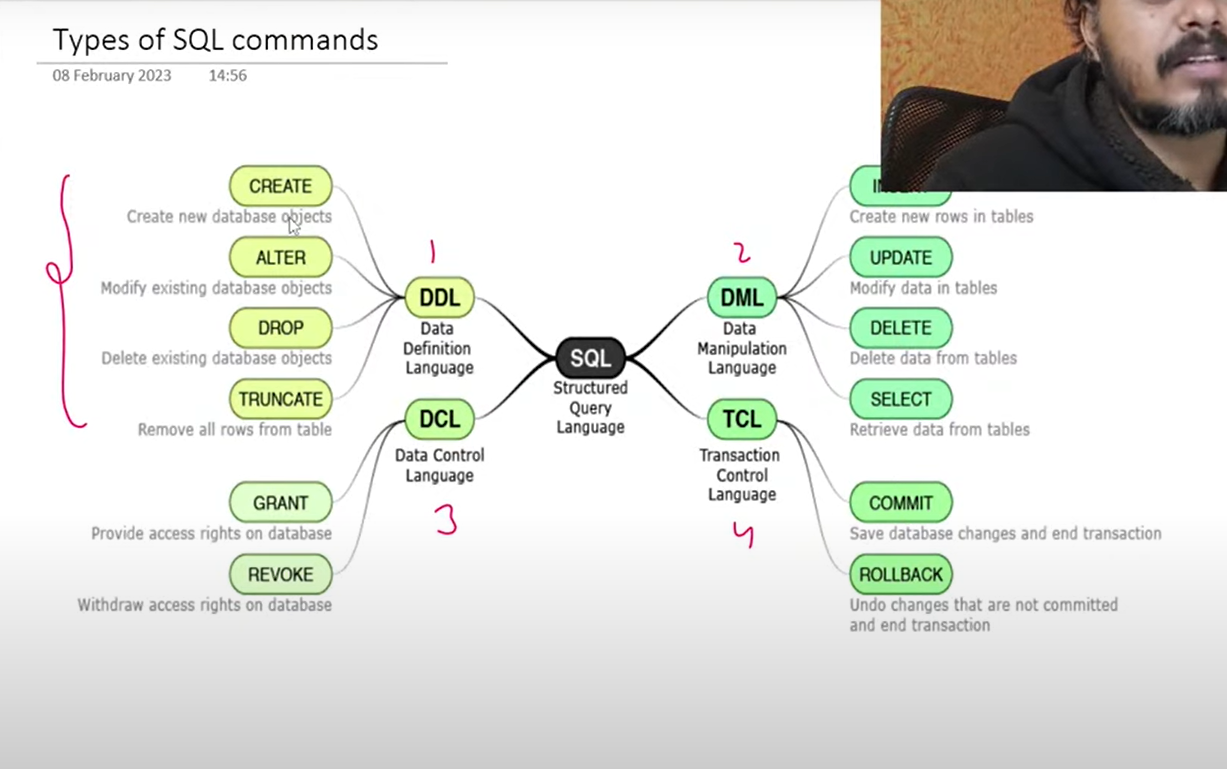 Types of SQL commands
08 February 2023 14:56
CREATE
Create new database objects
ALTER
Modify existing database objects
DROP
Delete existing database objects
TRUNCATE
Remove all rows from table
1
DDL
Data
Definition
Language
DCL
Data Control
Language
3
GRANT
Provide access rights on database
REVOKE
Withdraw access rights on database
SQL
Structured
Query
Language
2
DML
Data
Manipulation
Language
TCL
Transaction
Control
Language
4
Create new rows in tables
UPDATE
Modify data in tables
DELETE
Delete data from tables
SELECT
Retrieve data from tables
COMMIT
Save database changes and end transaction
ROLLBACK
Undo changes that are not committed
and end transaction